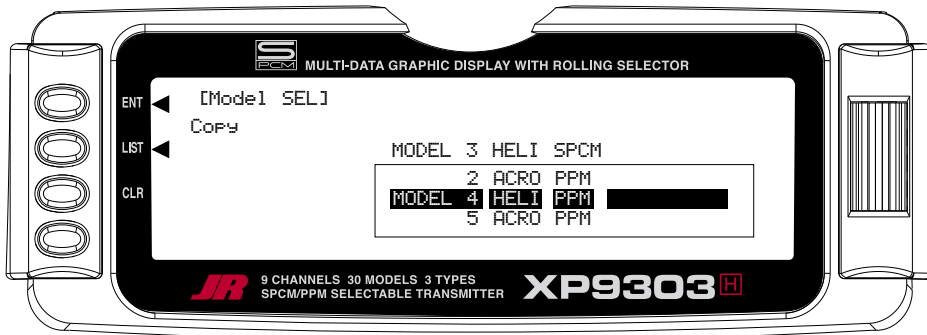 S
PCM
MULTI-DATA GRAPHIC DISPLAY WITH ROLLING SELECTOR
ENT
LIST
CLR
[Model SEL]
Copy
MODEL 3 HELI SPCM
2 ACRO PPM
MODEL 4 HELI PPM
5 ACRO PPM
JR
9 CHANNELS 30 MODELS 3 TYPES
SPCM/PPM SELECTABLE TRANSMITTER
XP9303 H